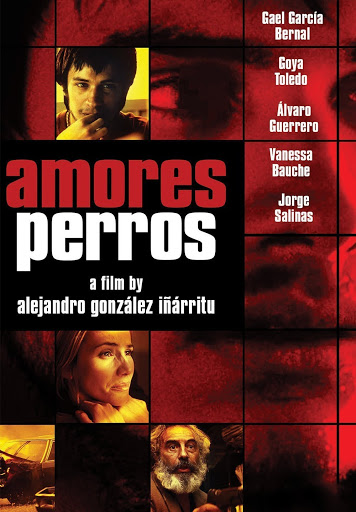 Gael García
Bernal
Goya
Toledo
Álvaro
Guerrero
Vanessa
Bauche
Jorge
Salinas
amores
perros
a film by
alejandro gonzález iñárritu